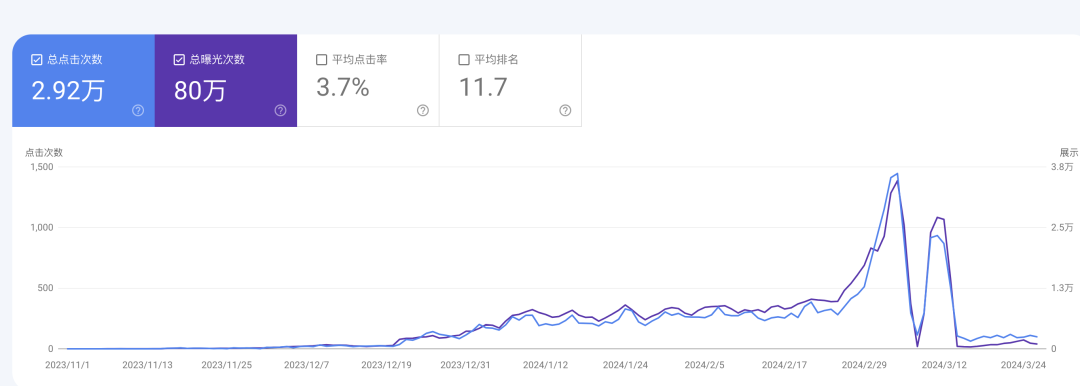 总点击次数 总曝光次数 平均点击率 平均排名
2.92万 80万 3.7% 11.7
点击次数 展示
1,500 3.8万
1,000 2.5万
500 1.3万
0 0
2023/11/1 2023/11/13 2023/11/25 2023/12/7 2023/12/19 2023/12/31 2024/1/12 2024/1/24 2024/2/5 2024/2/17 2024/2/29 2024/3/12 2024/3/24